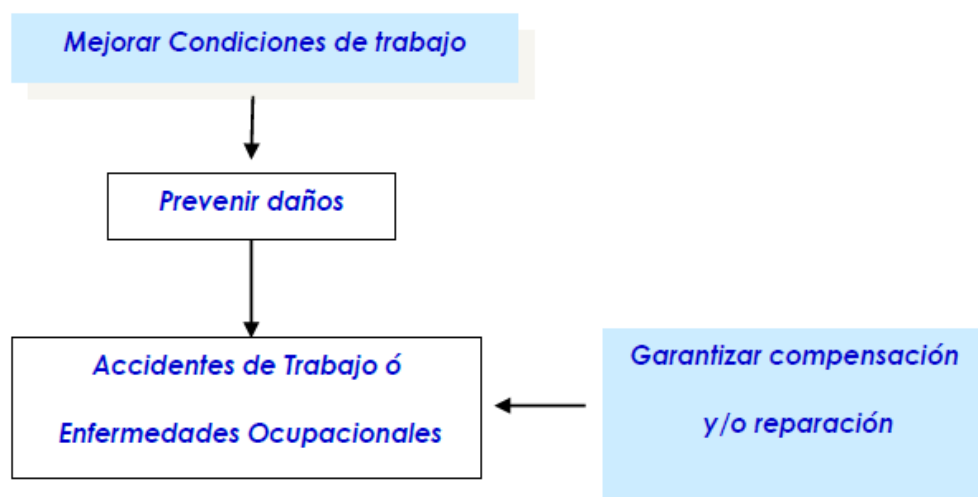 Mejorar Condiciones de trabajo
Prevenir daños
Accidentes de Trabajo ó
Enfermedades Ocupacionales
Garantizar compensación
y/o reparación